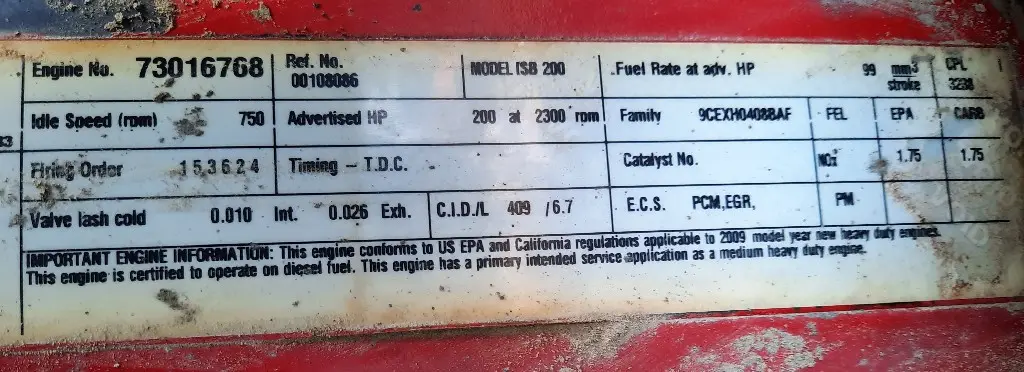 Engine No. 73016768 Ref. No. 00108086 MODEL ISB 200 Fuel Rate at adv. HP 99 mm3 stroke CPL 3238
33
Idle Speed (rpm) 750 Advertised HP 200 at 2300 rpm Family 9CEXH0408BAF FEL EPA CARB
Firing Order 1 5 3 6 2 4 Timing - T.D.C. Catalyst No. 1.75 1.75
Valve lash cold 0.010 Int. 0.026 Exh. C.I.D./L 409 /6.7 E.C.S. PCM,EGR, PM
IMPORTANT ENGINE INFORMATION: This engine conforms to US EPA and California regulations applicable to 2009 model year new heavy duty engines.
This engine is certified to operate on diesel fuel. This engine has a primary intended service application as a medium heavy duty engine.